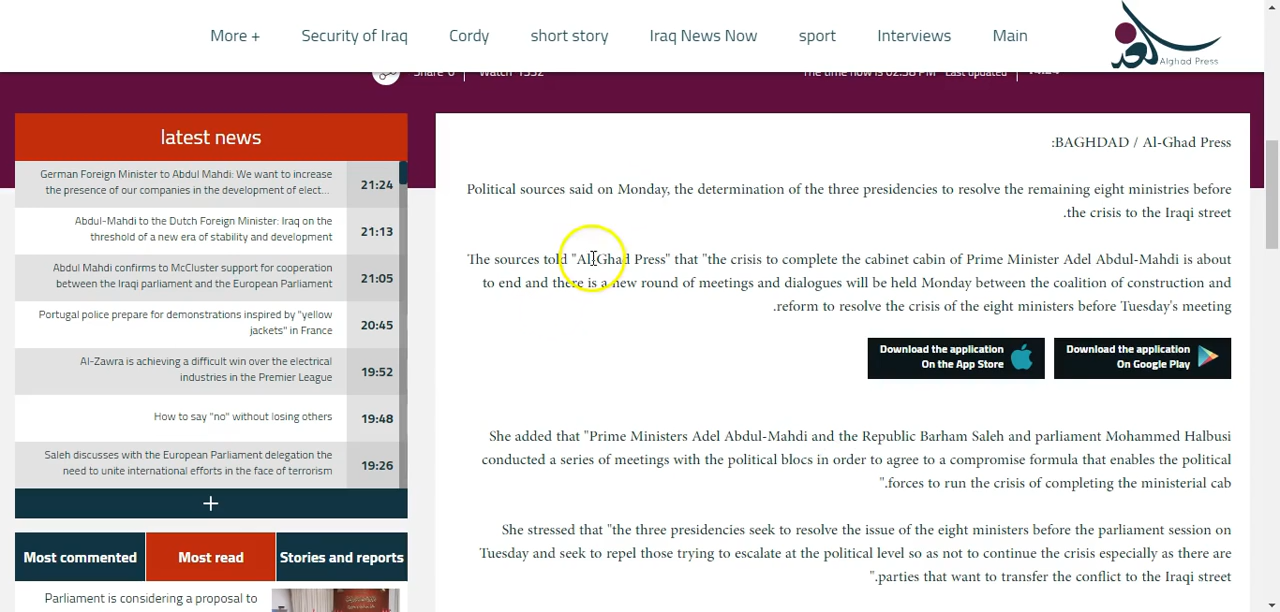 More +
Security of Iraq
Cordy
short story
Iraq News Now
sport
Interviews
Main
Alghad Press
Share 0
Watch 1332
The time now is 02:38 PM
Last updated
14:24
latest news
German Foreign Minister to Abdul Mahdi: We want to increase
the presence of our companies in the development of elect...
21:24
Abdul-Mahdi to the Dutch Foreign Minister: Iraq on the
threshold of a new era of stability and development
21:13
Abdul Mahdi confirms to McCluster support for cooperation
between the Iraqi parliament and the European Parliament
21:05
Portugal police prepare for demonstrations inspired by "yellow
jackets" in France
20:45
Al-Zawra is achieving a difficult win over the electrical
industries in the Premier League
19:52
How to say "no" without losing others
19:48
Saleh discusses with the European Parliament delegation the
need to unite international efforts in the face of terrorism
19:26
+
Most commented
Most read
Stories and reports
Parliament is considering a proposal to
:BAGHDAD / Al-Ghad Press
Political sources said on Monday, the determination of the three presidencies to resolve the remaining eight ministries before
.the crisis to the Iraqi street
The sources told "Al-Ghad Press" that "the crisis to complete the cabinet cabin of Prime Minister Adel Abdul-Mahdi is about
to end and there is a new round of meetings and dialogues will be held Monday between the coalition of construction and
.reform to resolve the crisis of the eight ministers before Tuesday's meeting
Download the application
On the App Store
Download the application
On Google Play
She added that "Prime Ministers Adel Abdul-Mahdi and the Republic Barham Saleh and parliament Mohammed Halbusi
conducted a series of meetings with the political blocs in order to agree to a compromise formula that enables the political
".forces to run the crisis of completing the ministerial cab
She stressed that "the three presidencies seek to resolve the issue of the eight ministers before the parliament session on
Tuesday and seek to repel those trying to escalate at the political level so as not to continue the crisis especially as there are
".parties that want to transfer the conflict to the Iraqi street